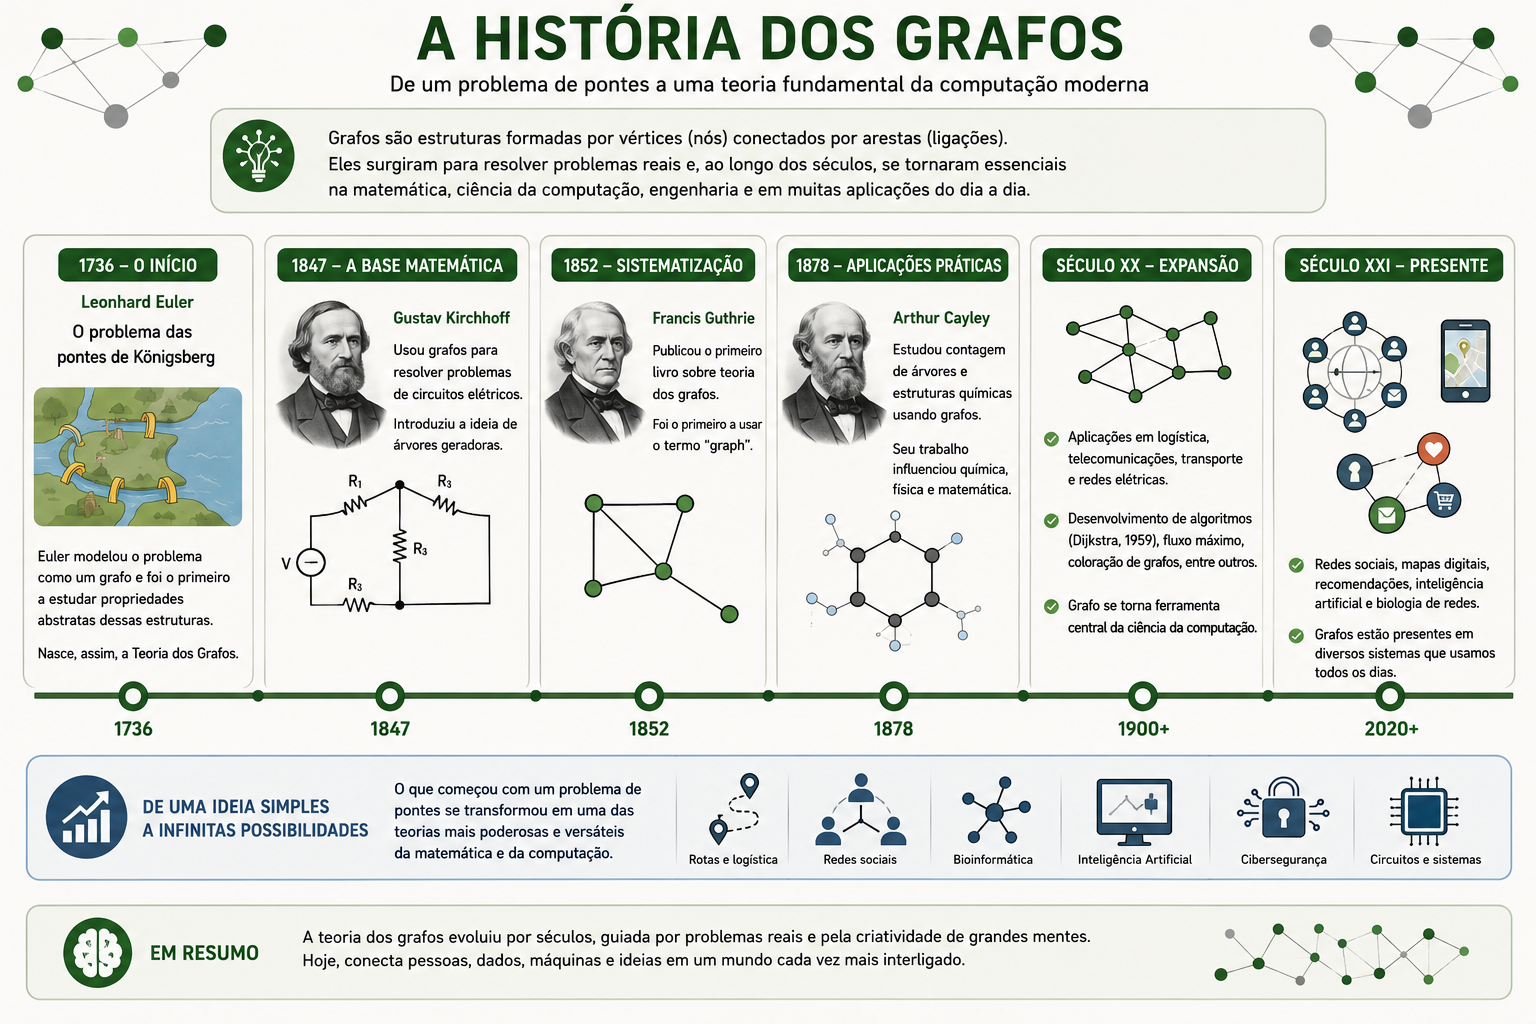 A HISTÓRIA DOS GRAFOS
De um problema de pontes a uma teoria fundamental da computação moderna
Grafos são estruturas formadas por vértices (nós) conectados por arestas (ligações).
Eles surgiram para resolver problemas reais e, ao longo dos séculos, se tornaram essenciais
na matemática, ciência da computação, engenharia e em muitas aplicações do dia a dia.
1736 – O INÍCIO
Leonhard Euler
O problema das
pontes de Königsberg
Euler modelou o problema
como um grafo e foi o primeiro
a estudar propriedades
abstratas dessas estruturas.
Nasce, assim, a Teoria dos Grafos.
1847 – A BASE MATEMÁTICA
Gustav Kirchhoff
Usou grafos para
resolver problemas
de circuitos elétricos.
Introduziu a ideia de
árvores geradoras.
R₁
R₃
V
R₃
R₃
1852 – SISTEMATIZAÇÃO
Francis Guthrie
Publicou o primeiro
livro sobre teoria
dos grafos.
Foi o primeiro a usar
o termo “graph”.
1878 – APLICAÇÕES PRÁTICAS
Arthur Cayley
Estudou contagem
de árvores e
estruturas químicas
usando grafos.
Seu trabalho
influenciou química,
física e matemática.
SÉCULO XX – EXPANSÃO
Aplicações em logística,
telecomunicações, transporte
e redes elétricas.
Desenvolvimento de algoritmos
(Dijkstra, 1959), fluxo máximo,
coloração de grafos, entre outros.
Grafo se torna ferramenta
central da ciência da computação.
SÉCULO XXI – PRESENTE
Redes sociais, mapas digitais,
recomendações, inteligência
artificial e biologia de redes.
Grafos estão presentes em
diversos sistemas que usamos
todos os dias.
1736
1847
1852
1878
1900+
2020+
DE UMA IDEIA SIMPLES
A INFINITAS POSSIBILIDADES
O que começou com um problema de
pontes se transformou em uma das
teorias mais poderosas e versáteis
da matemática e da computação.
Rotas e logística
Redes sociais
Bioinformática
Inteligência Artificial
Cibersegurança
Circuitos e sistemas
EM RESUMO
A teoria dos grafos evoluiu por séculos, guiada por problemas reais e pela criatividade de grandes mentes.
Hoje, conecta pessoas, dados, máquinas e ideias em um mundo cada vez mais interligado.